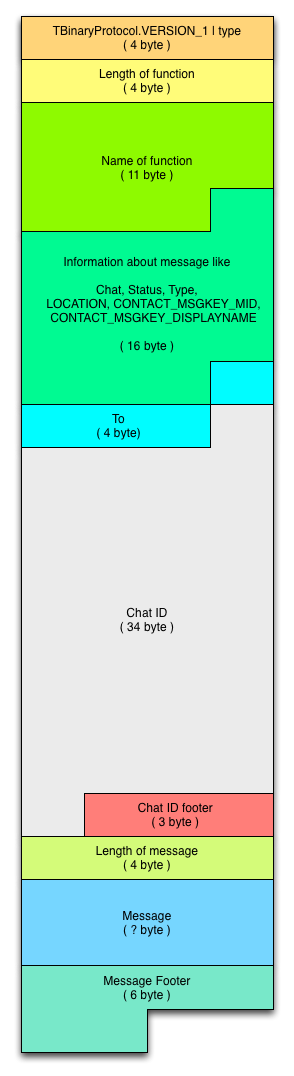 TBinaryProtocol.VERSION_1 | type
( 4 byte )
Length of function
( 4 byte )
Name of function
( 11 byte )
Information about message like
Chat, Status, Type,
LOCATION, CONTACT_MSGKEY_MID,
CONTACT_MSGKEY_DISPLAYNAME
( 16 byte )
To
( 4 byte)
Chat ID
( 34 byte )
Chat ID footer
( 3 byte )
Length of message
( 4 byte )
Message
( ? byte )
Message Footer
( 6 byte )